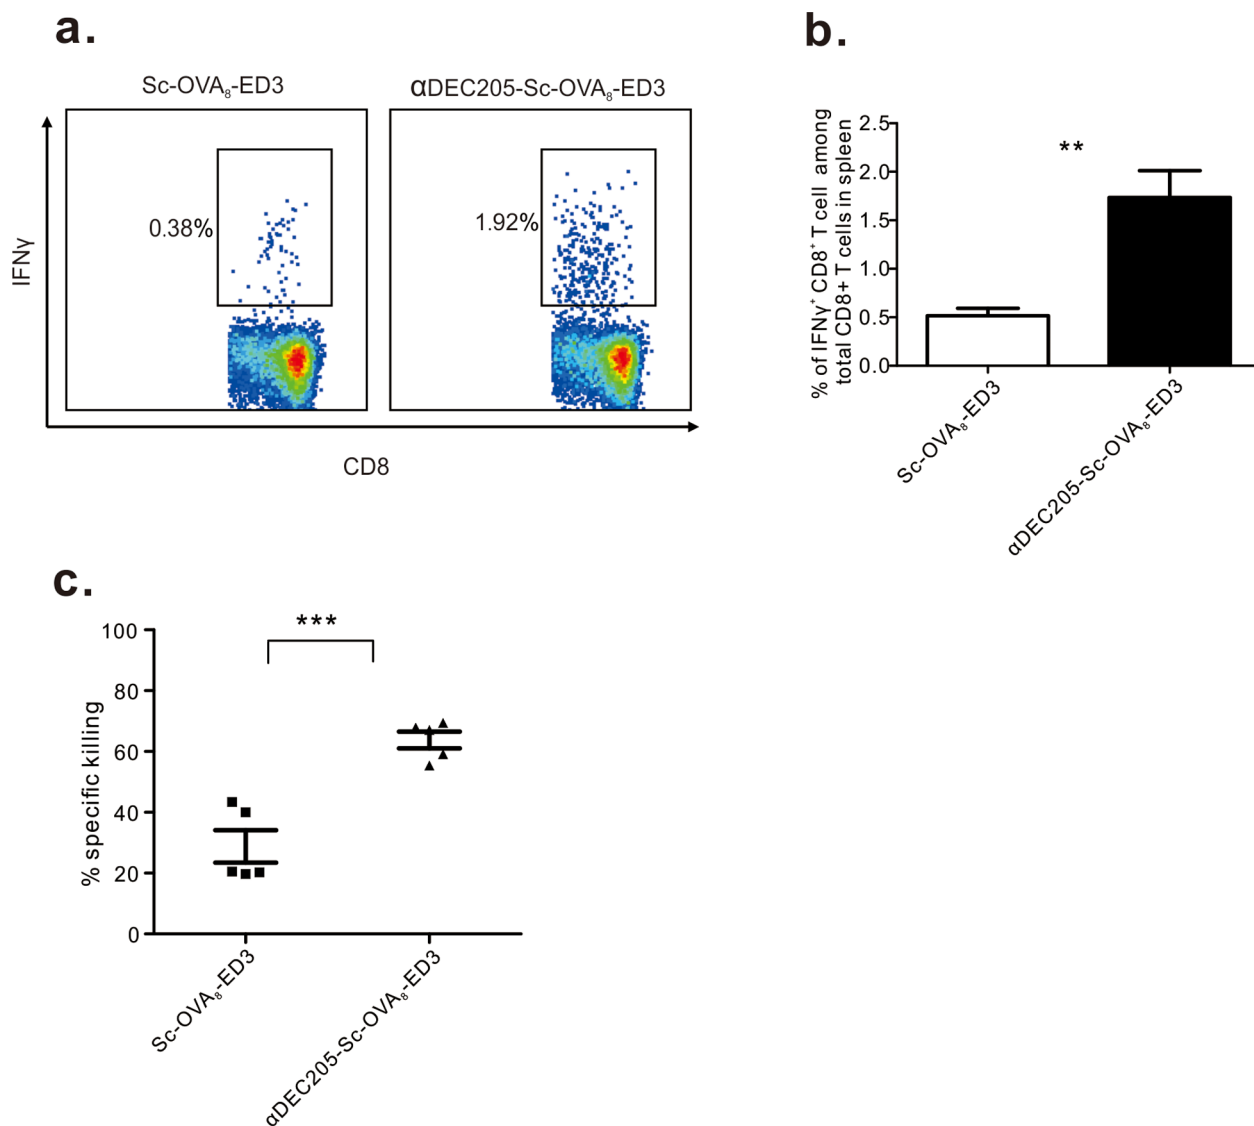 a.
Sc-OVA₈-ED3
αDEC205-Sc-OVA₈-ED3
0.38%
1.92%
IFNγ
CD8
b.
% of IFNγ⁺ CD8⁺ T cell among
total CD8+ T cells in spleen
2.5
2.0
1.5
1.0
0.5
0.0
**
Sc-OVA₈-ED3
αDEC205-Sc-OVA₈-ED3
c.
% specific killing
100
80
60
40
20
0
***
Sc-OVA₈-ED3
αDEC205-Sc-OVA₈-ED3